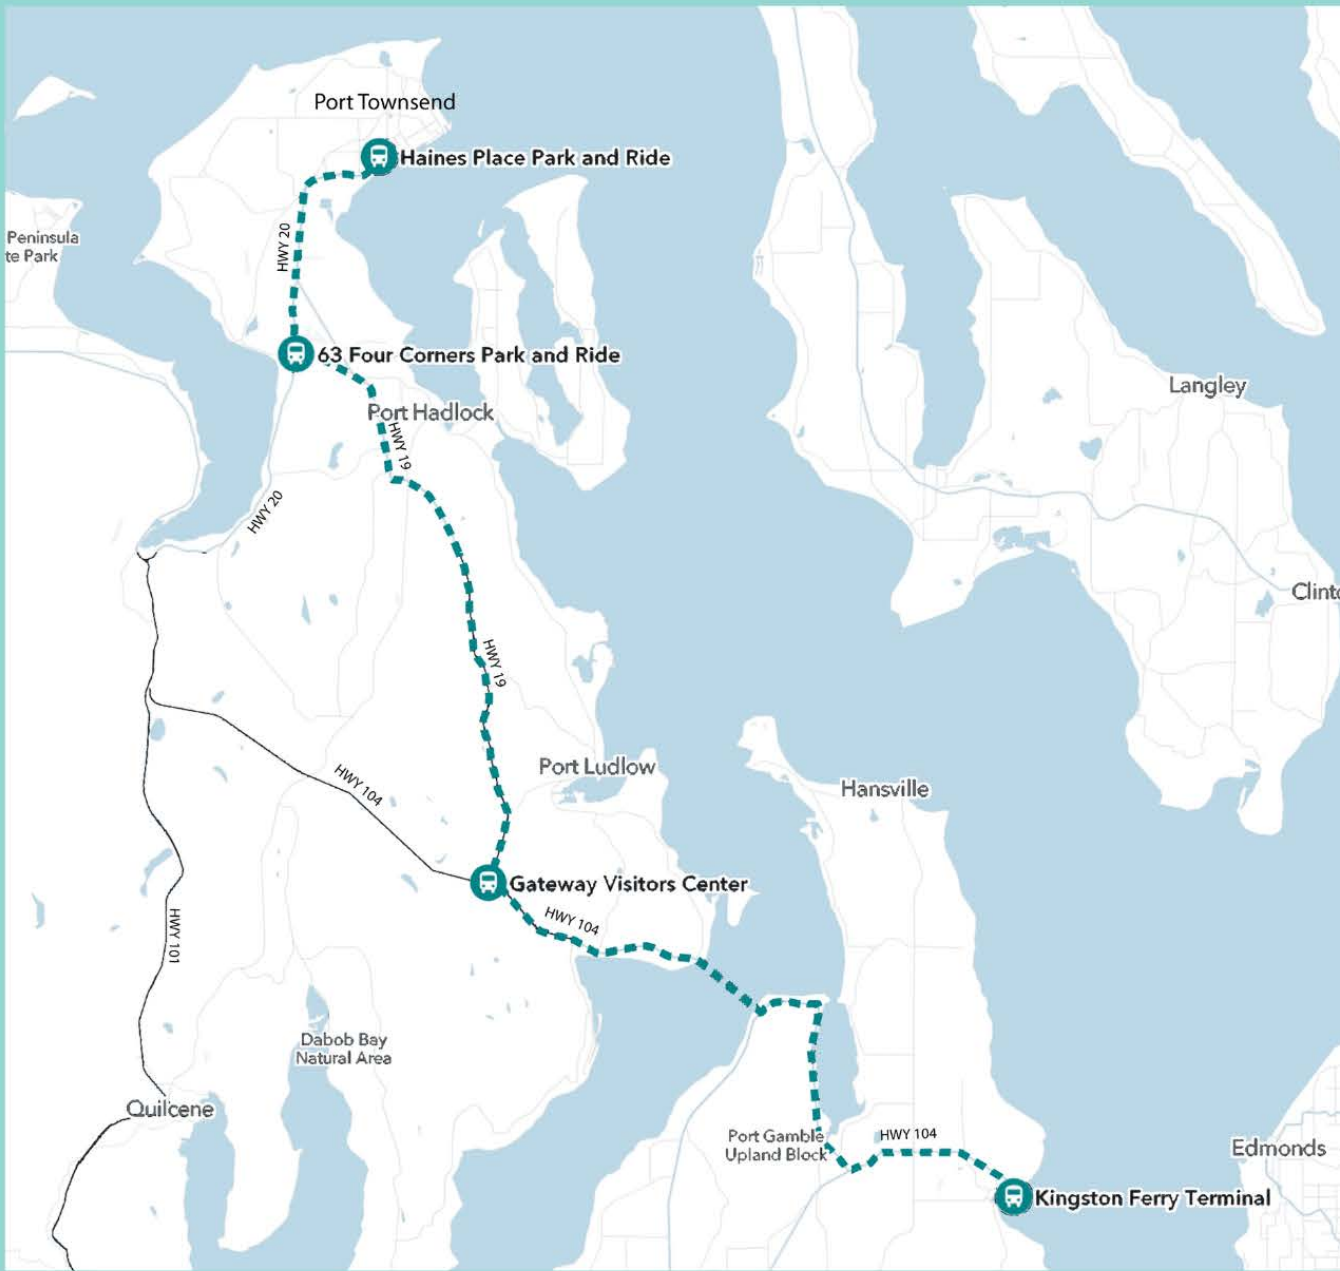 Port Townsend
Haines Place Park and Ride
HWY 20
Peninsula
te Park
63 Four Corners Park and Ride
Langley
Port Hadlock
HWY 19
HWY 20
Clinto
HWY 19
Port Ludlow
HWY 104
Hansville
Gateway Visitors Center
HWY 104
HWY 101
Dabob Bay
Natural Area
Quilcene
Port Gamble
Upland Block
HWY 104
Edmonds
Kingston Ferry Terminal